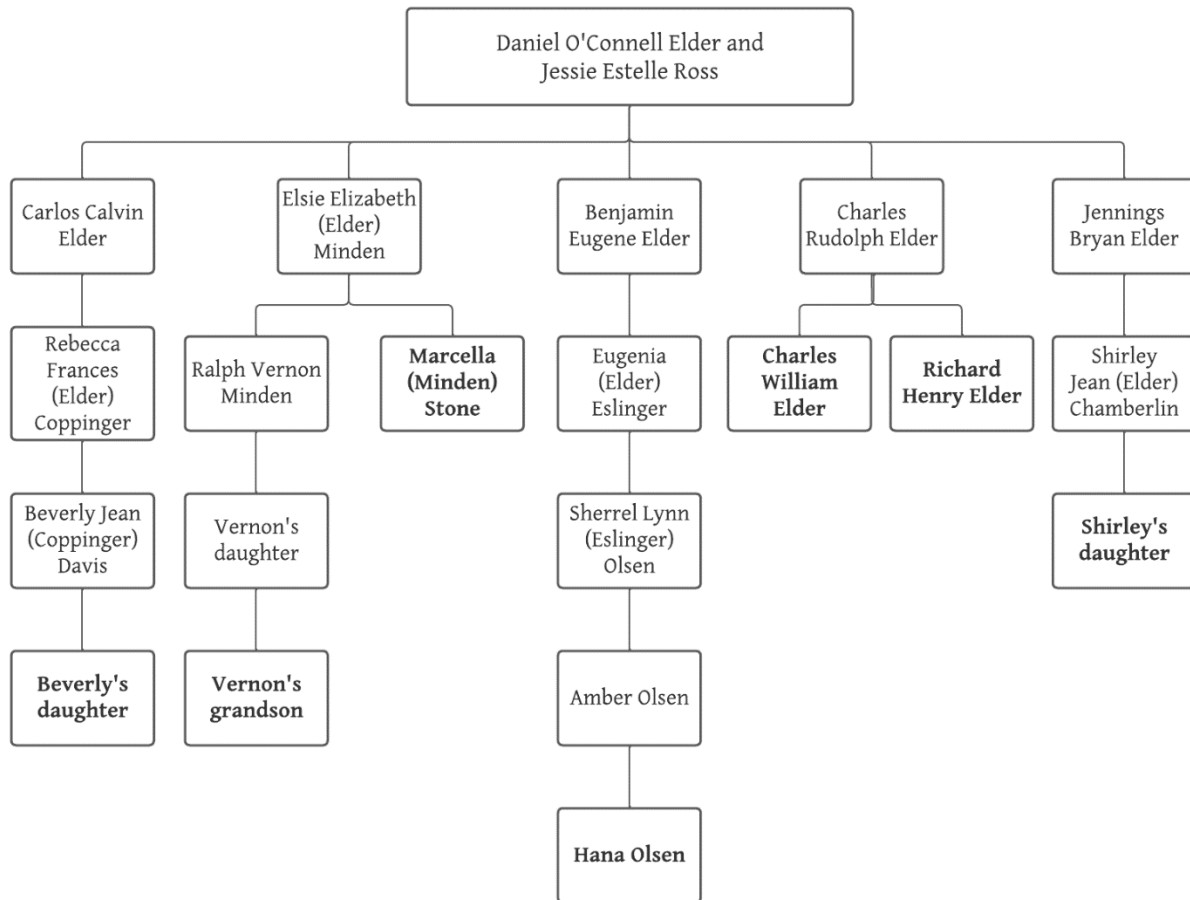 Daniel O'Connell Elder and
Jessie Estelle Ross
Carlos Calvin
Elder
Elsie Elizabeth
(Elder)
Minden
Benjamin
Eugene Elder
Charles
Rudolph Elder
Jennings
Bryan Elder
Rebecca
Frances
(Elder)
Coppinger
Ralph Vernon
Minden
Marcella
(Minden)
Stone
Eugenia
(Elder)
Eslinger
Charles
William
Elder
Richard
Henry Elder
Shirley
Jean (Elder)
Chamberlin
Beverly Jean
(Coppinger)
Davis
Vernon's
daughter
Sherrel Lynn
(Eslinger)
Olsen
Shirley's
daughter
Beverly's
daughter
Vernon's
grandson
Amber Olsen
Hana Olsen